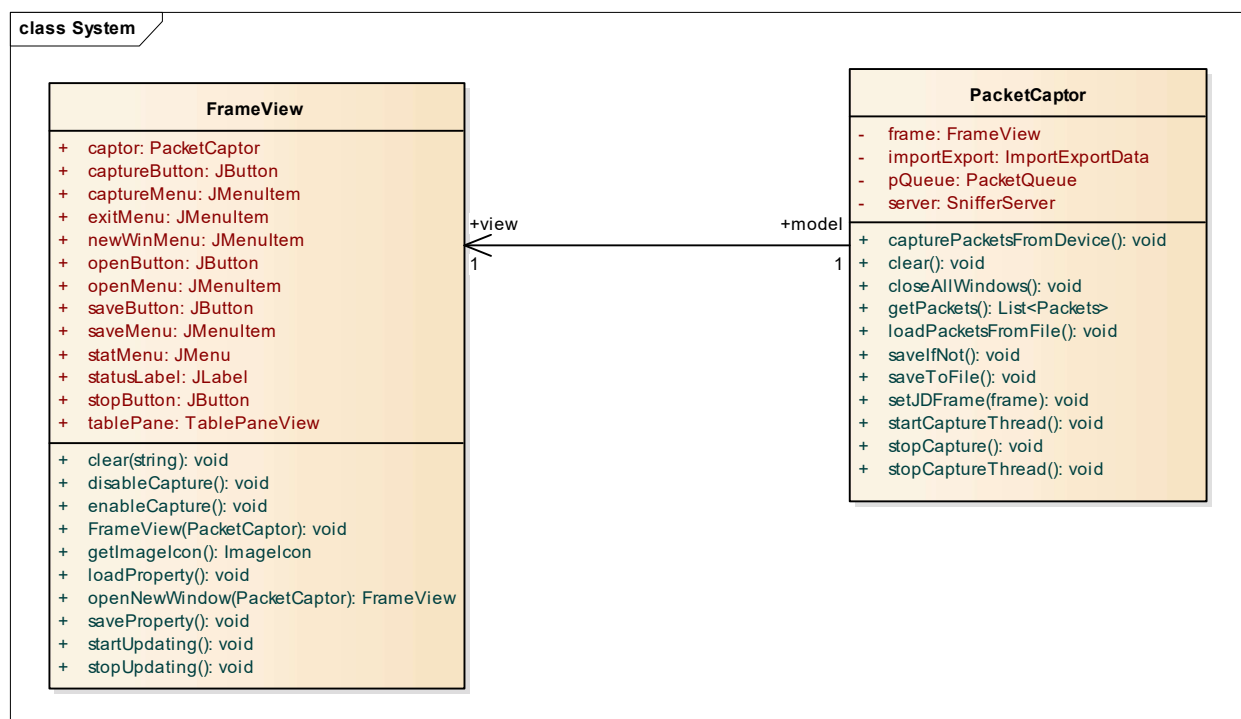 class System
FrameView
+ captor: PacketCaptor
+ captureButton: JButton
+ captureMenu: JMenuItem
+ exitMenu: JMenuItem
+ newWinMenu: JMenuItem
+ openButton: JButton
+ openMenu: JMenuItem
+ saveButton: JButton
+ saveMenu: JMenuItem
+ statMenu: JMenu
+ statusLabel: JLabel
+ stopButton: JButton
+ tablePane: TablePaneView
+ clear(string): void
+ disableCapture(): void
+ enableCapture(): void
+ FrameView(PacketCaptor): void
+ getImageIcon(): ImageIcon
+ loadProperty(): void
+ openNewWindow(PacketCaptor): FrameView
+ saveProperty(): void
+ startUpdating(): void
+ stopUpdating(): void
+view
1
+model
1
PacketCaptor
- frame: FrameView
- importExport: ImportExportData
- pQueue: PacketQueue
- server: SnifferServer
+ capturePacketsFromDevice(): void
+ clear(): void
+ closeAllWindows(): void
+ getPackets(): List<Packets>
+ loadPacketsFromFile(): void
+ saveIfNot(): void
+ saveToFile(): void
+ setJDFrame(frame): void
+ startCaptureThread(): void
+ stopCapture(): void
+ stopCaptureThread(): void